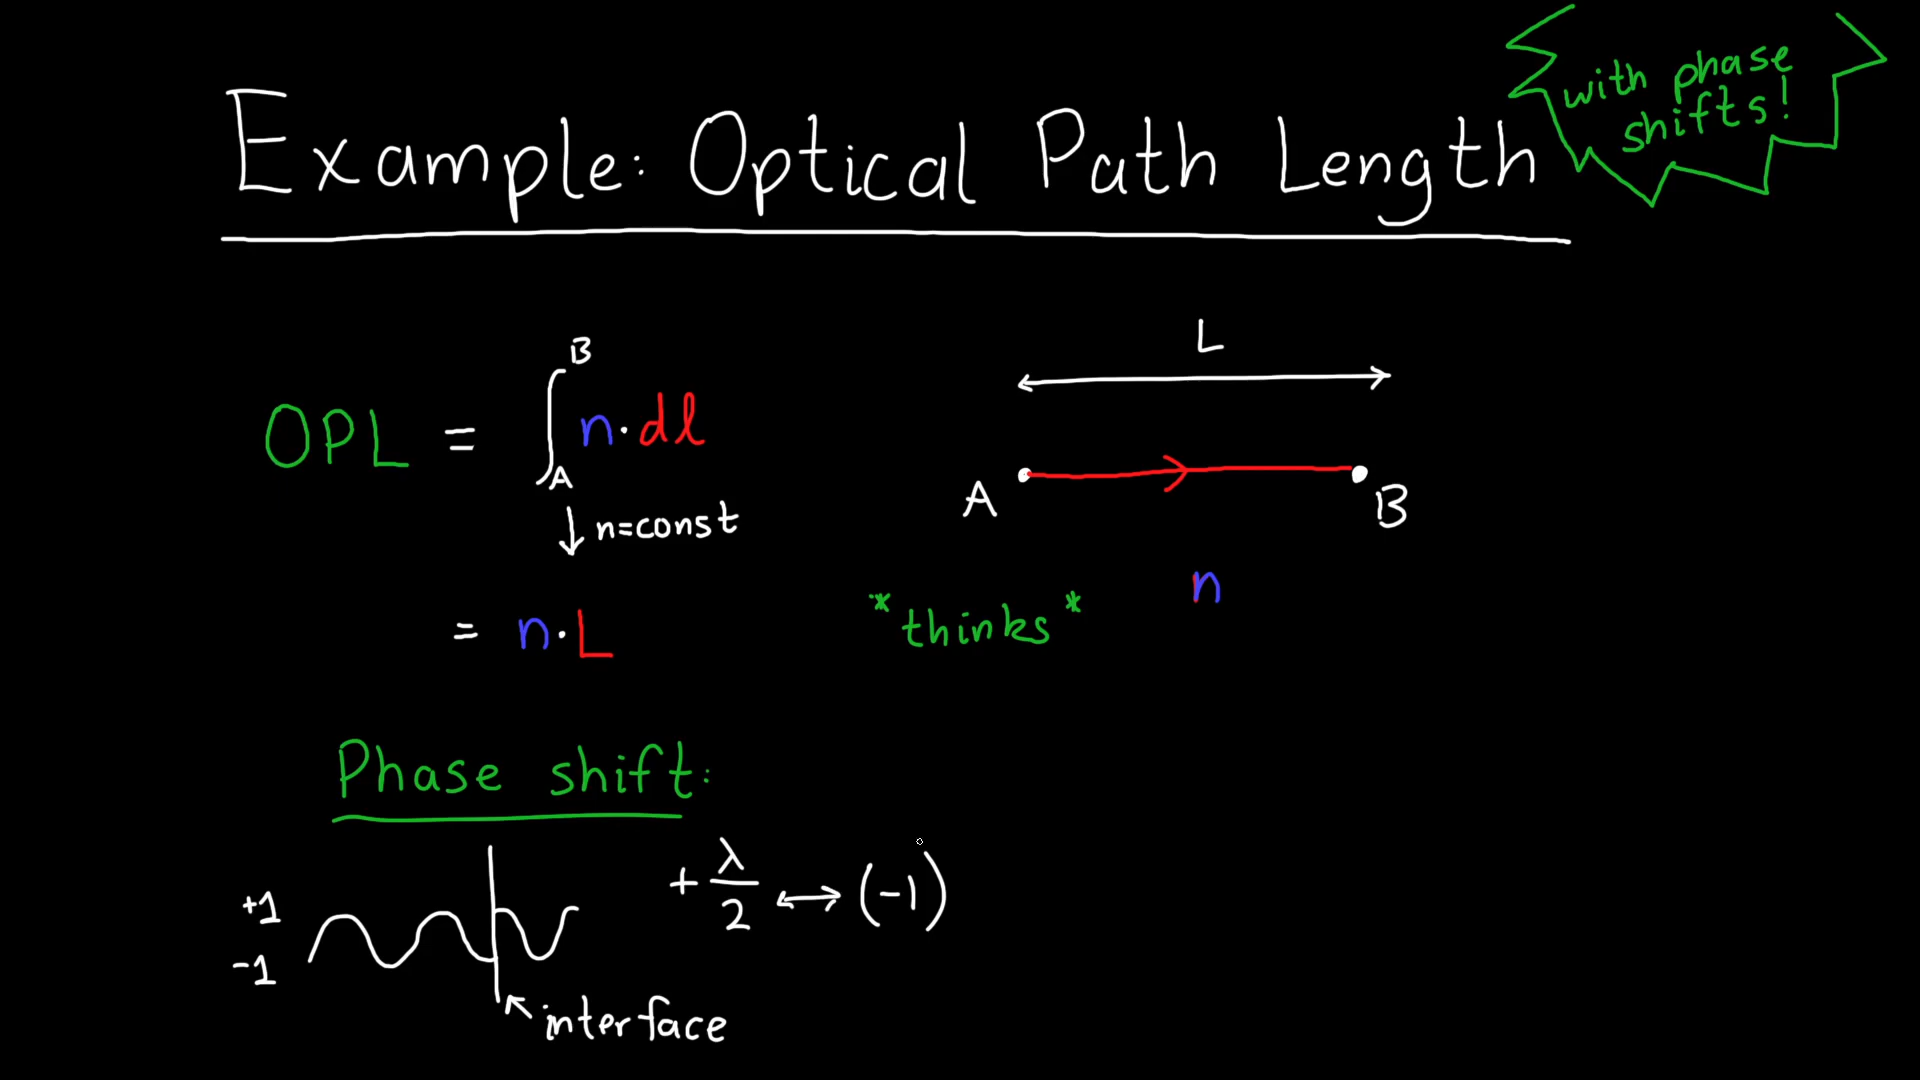 Example: Optical Path Length
with phase
shifts!
OPL = ∫_A^B n·dl
↓ n=const
= n·L
L
A
B
n
*thinks*
Phase shift:
+1
-1
+ λ/2 ↔ (-1)
interface